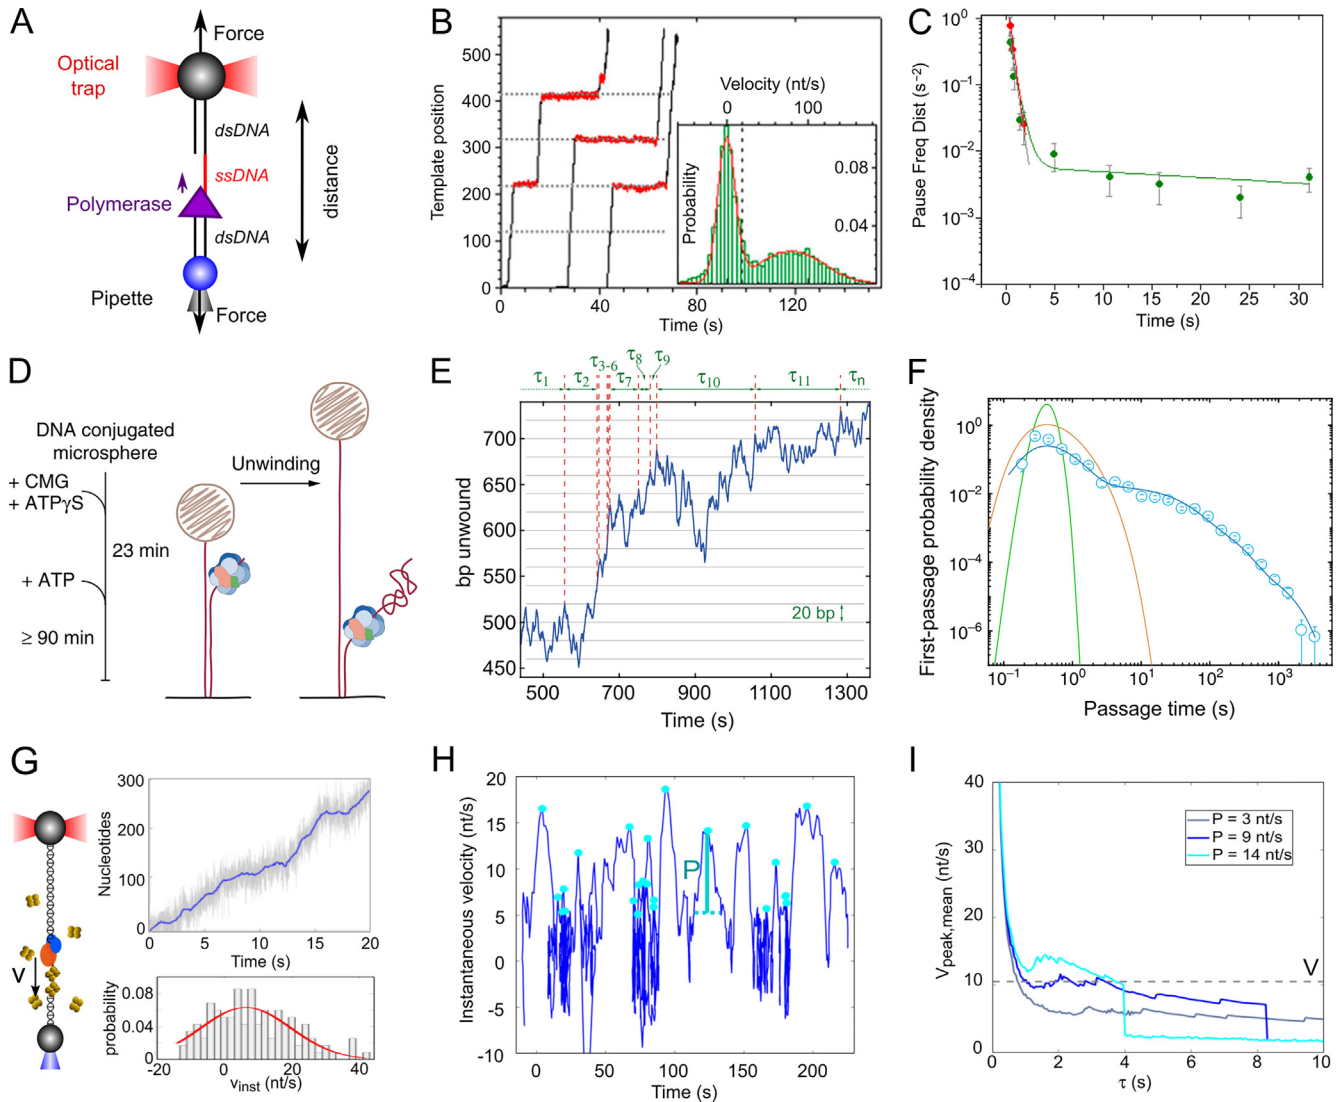 A
Force
Optical
trap
dsDNA
ssDNA
Polymerase
dsDNA
distance
Pipette
Force
B
Template position
500
400
300
200
100
0
0
40
80
120
Time (s)
Velocity (nt/s)
0
100
Probability
0.08
0.04
C
Pause Freq Dist (s⁻²)
10⁰
10⁻¹
10⁻²
10⁻³
10⁻⁴
0
5
10
15
20
25
30
Time (s)
D
DNA conjugated
microsphere
+ CMG
+ ATPγS
23 min
+ ATP
≥ 90 min
Unwinding
E
τ1
τ2
τ3-6
τ7
τ8
τ9
τ10
τ11
τn
bp unwound
700
650
600
550
500
450
20 bp
500
700
900
1100
1300
Time (s)
F
First-passage probability density
10⁰
10⁻²
10⁻⁴
10⁻⁶
10⁻¹
10⁰
10¹
10²
10³
Passage time (s)
G
V
Nucleotides
300
200
100
0
0
5
10
15
20
Time (s)
probability
0.08
0.04
0
-20
0
20
40
vinst (nt/s)
H
Instantaneous velocity (nt/s)
20
15
10
5
0
-5
-10
P
0
50
100
150
200
Time (s)
I
Vpeak,mean (nt/s)
40
30
20
10
0
P = 3 nt/s
P = 9 nt/s
P = 14 nt/s
V
0
2
4
6
8
10
τ (s)